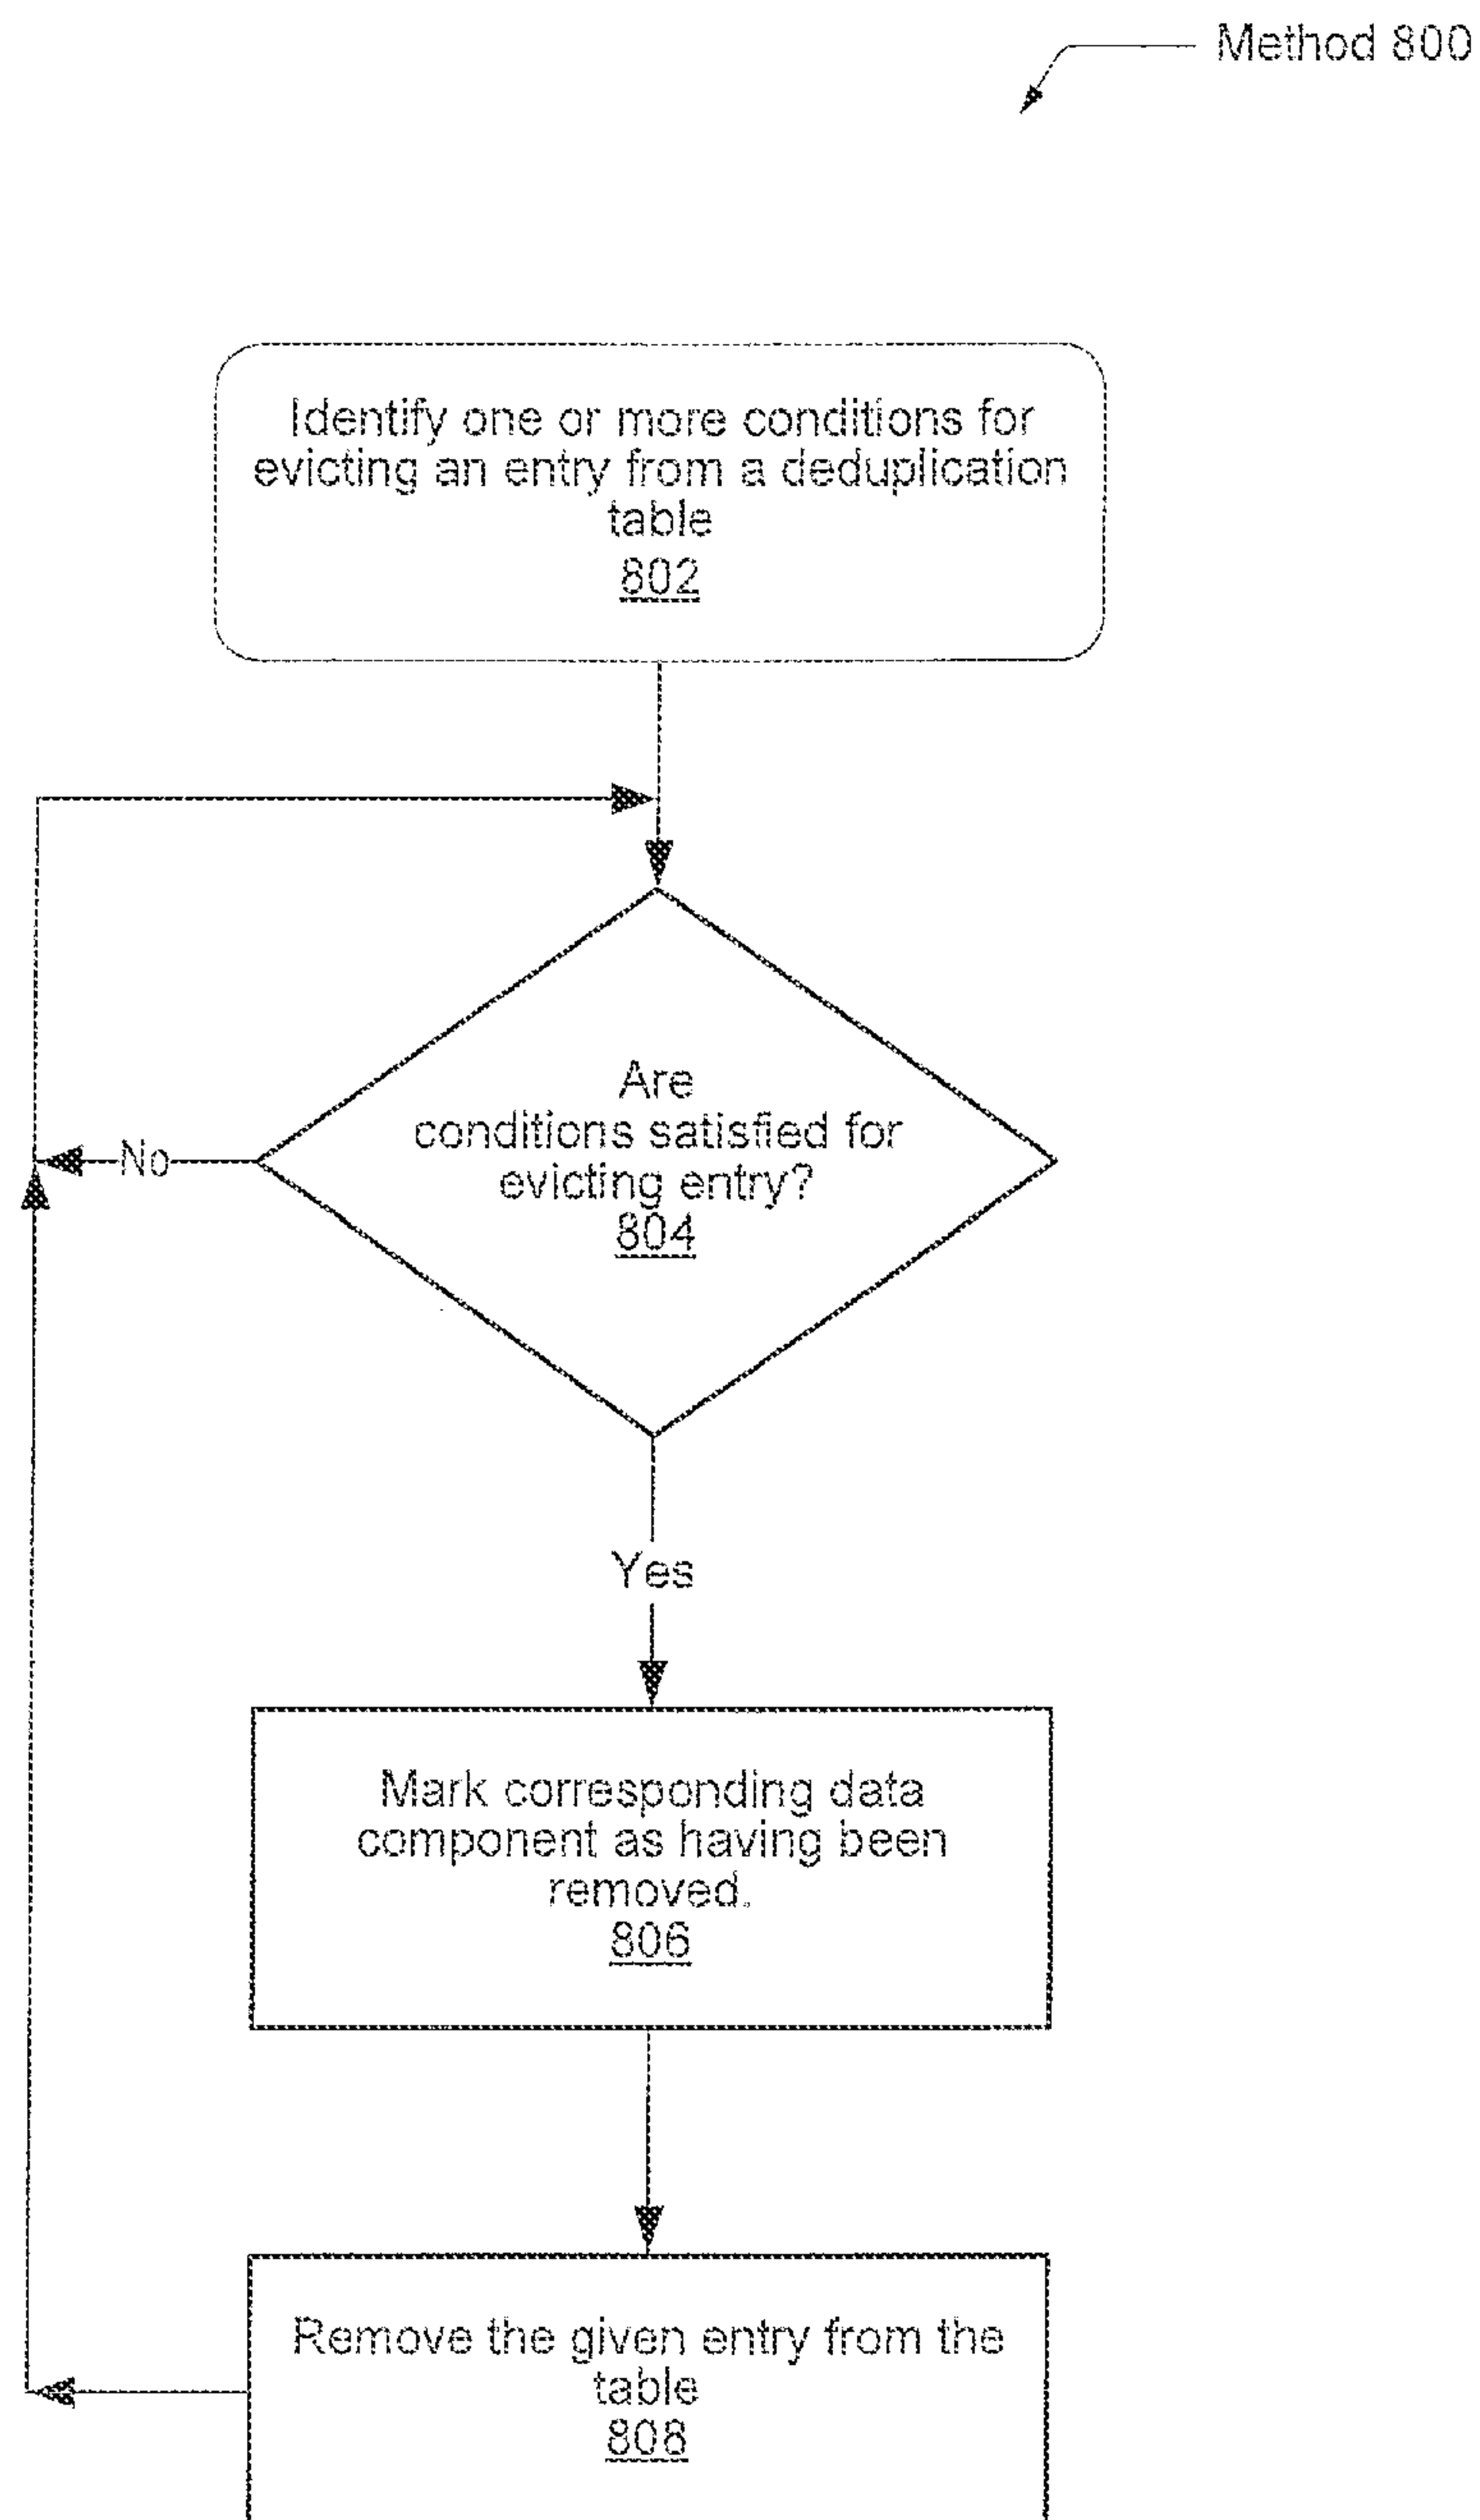 Method 800
Identify one or more conditions for
evicting an entry from a deduplication
table
802
Are
conditions satisfied for
evicting entry?
804
No
Yes
Mark corresponding data
component as having been
removed.
806
Remove the given entry from the
table
808